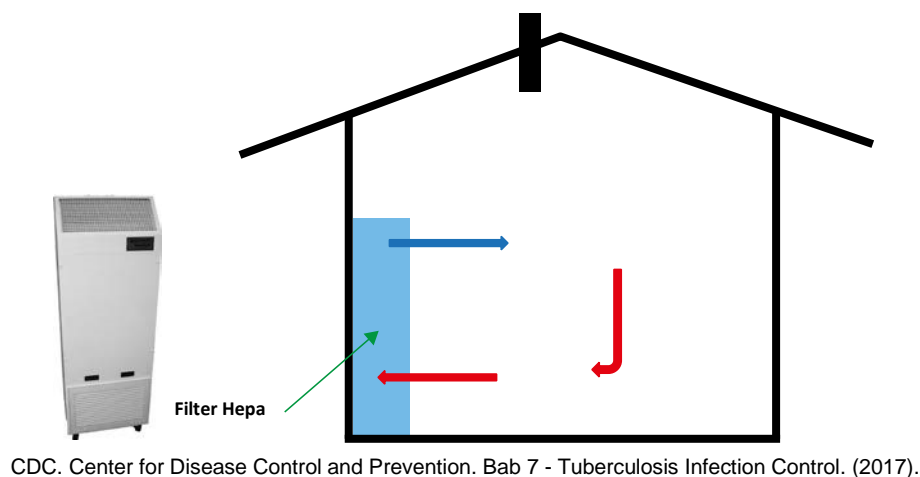 Filter Hepa
CDC. Center for Disease Control and Prevention. Bab 7 - Tuberculosis Infection Control. (2017).